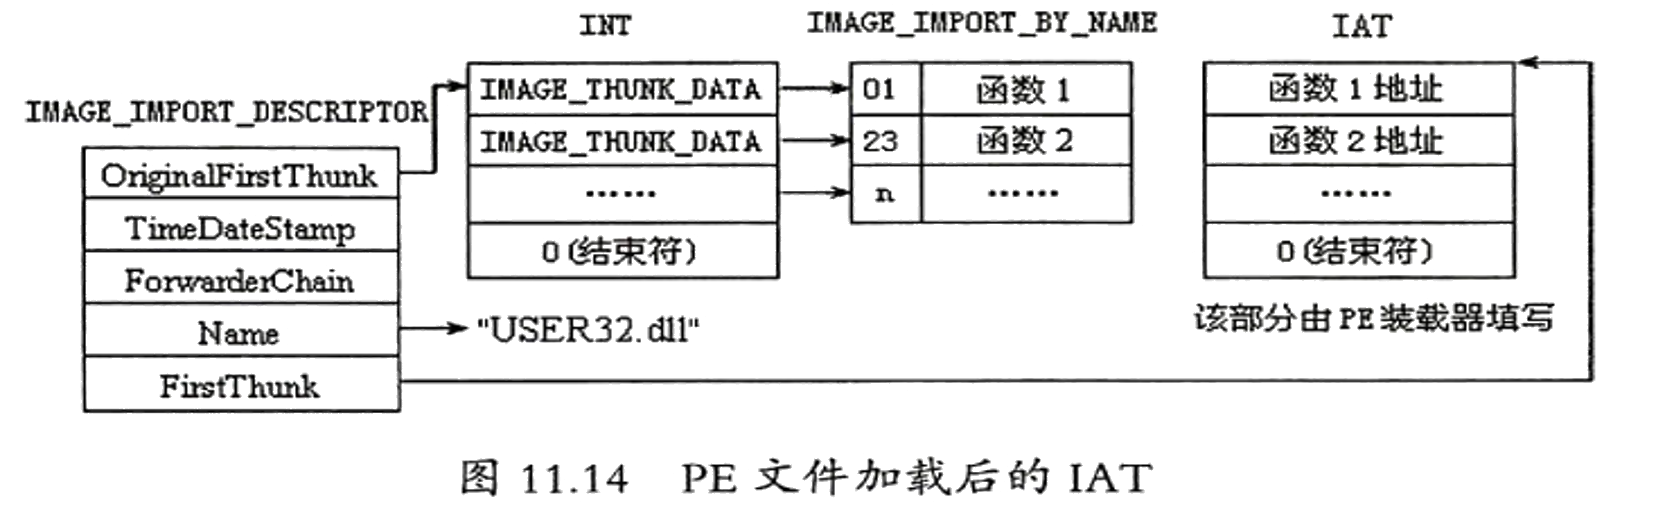 INT
IMAGE_IMPORT_BY_NAME
IAT
IMAGE_IMPORT_DESCRIPTOR
OriginalFirstThunk
TimeDateStamp
ForwarderChain
Name
FirstThunk
IMAGE_THUNK_DATA
IMAGE_THUNK_DATA
……
0(结束符)
"USER32.dll"
01 函数 1
23 函数 2
n ……
函数 1 地址
函数 2 地址
……
0(结束符)
该部分由 PE 装载器填写
图 11.14 PE 文件加载后的 IAT